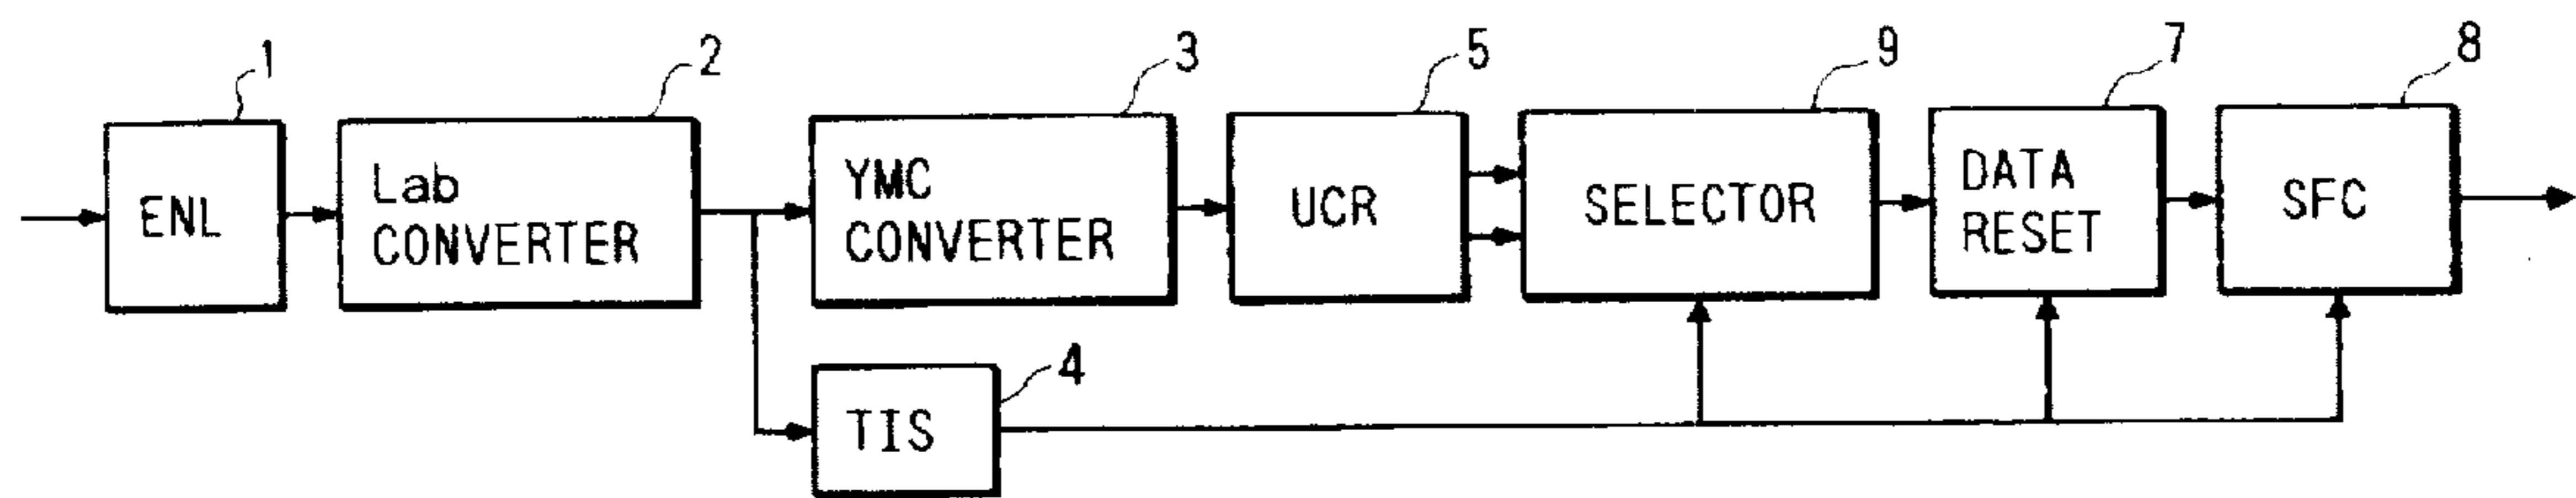 1
2
3
5
9
7
8
ENL
Lab
CONVERTER
YMC
CONVERTER
UCR
SELECTOR
DATA
RESET
SFC
4
TIS